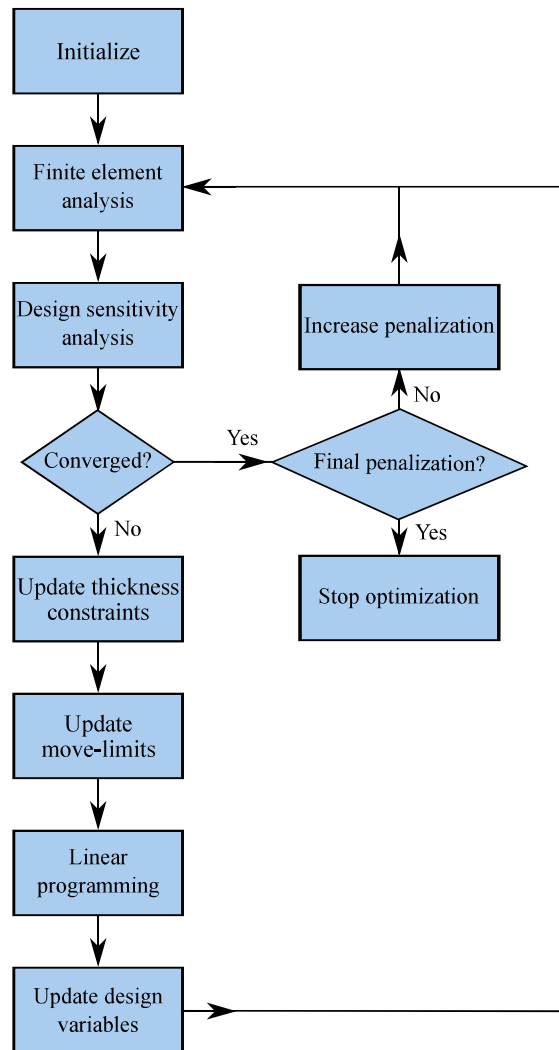 Initialize
Finite element
analysis
Design sensitivity
analysis
Increase penalization
No
Yes
Converged?
Final penalization?
No
Yes
Update thickness
constraints
Stop optimization
Update
move-limits
Linear
programming
Update design
variables